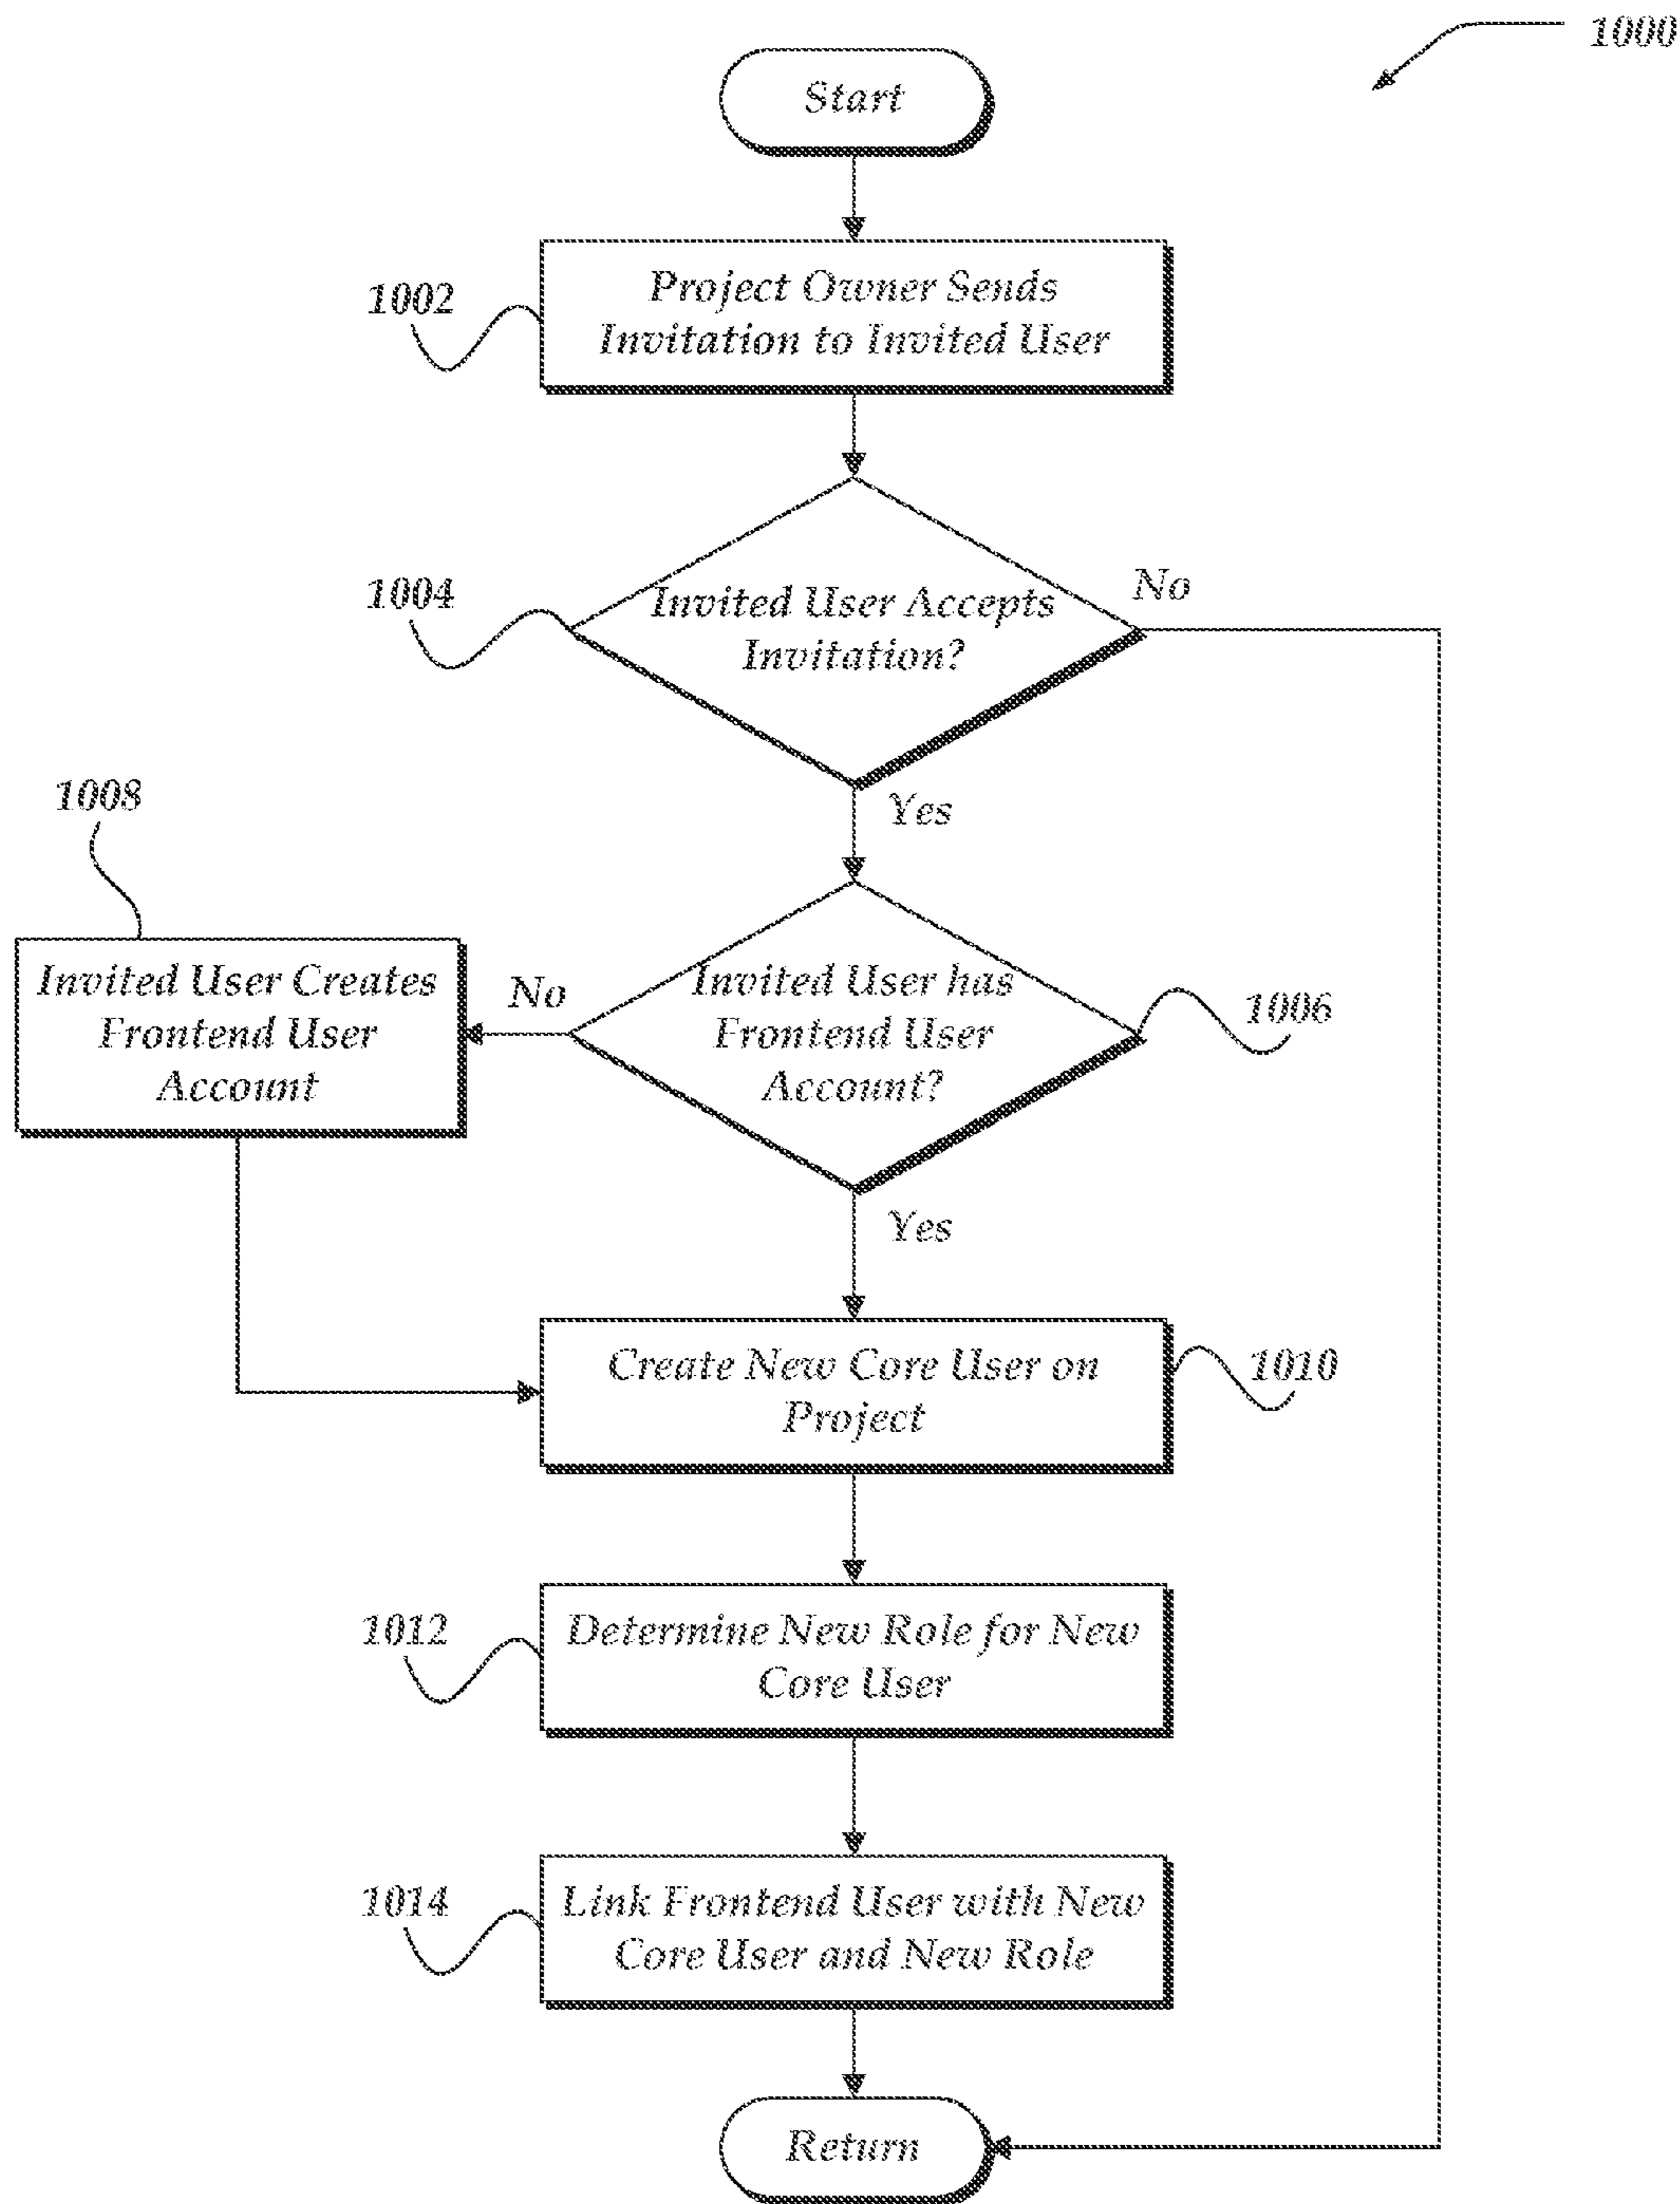 1000
Start
1002
Project Owner Sends
Invitation to Invited User
1004
Invited User Accepts
Invitation?
No
Yes
1008
Invited User Creates
Frontend User
Account
No
Invited User has
Frontend User
Account?
1006
Yes
Create New Core User on
Project
1010
1012
Determine New Role for New
Core User
1014
Link Frontend User with New
Core User and New Role
Return